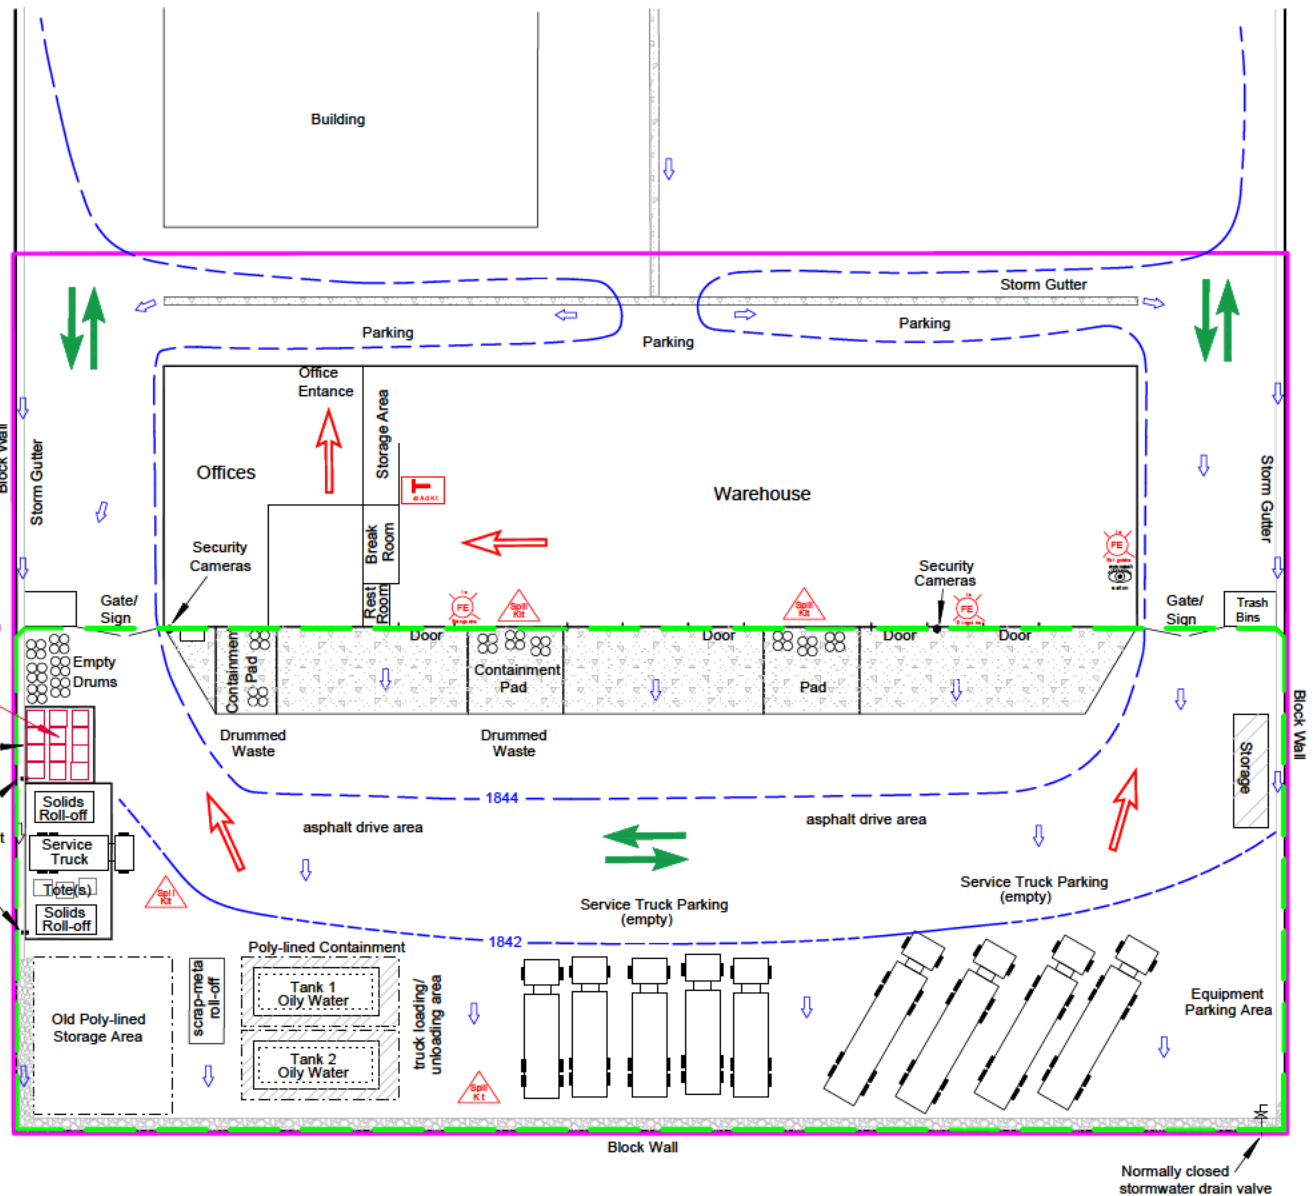 Building
Storm Gutter
Parking
Parking
Parking
Office
Entance
Storage Area
Block Wall
Storm Gutter
Offices
Warehouse
Storm Gutter
Break
Room
Rest
Room
Security
Cameras
Security
Cameras
FE
FE
FE
Spill
Kit
Spill
Kit
Gate/
Sign
Gate/
Sign
Trash
Bins
Door
Door
Door
Door
Empty
Drums
Containmen
Pad
Containment
Pad
Pad
Block Wall
Drummed
Waste
Drummed
Waste
Storage
1844
asphalt drive area
asphalt drive area
Solids
Roll-off
Service
Truck
Tote(s)
Solids
Roll-off
Spill
Kit
Service Truck Parking
(empty)
Service Truck Parking
(empty)
1842
Poly-lined Containment
Tank 1
Oily Water
Tank 2
Oily Water
scrap-meta
roll-off
truck loading/
unloading area
Old Poly-lined
Storage Area
Equipment
Parking Area
Spill
Kt
Block Wall
Normally closed
stormwater drain valve